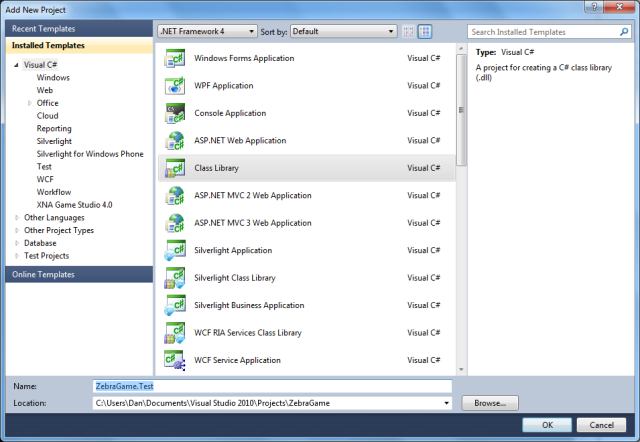 Add New Project
Recent Templates
Installed Templates
Visual C#
Windows
Web
Office
Cloud
Reporting
Silverlight
Silverlight for Windows Phone
Test
WCF
Workflow
XNA Game Studio 4.0
Other Languages
Other Project Types
Database
Test Projects
Online Templates
.NET Framework 4 Sort by: Default
Windows Forms Application Visual C#
WPF Application Visual C#
Console Application Visual C#
ASP.NET Web Application Visual C#
Class Library Visual C#
ASP.NET MVC 2 Web Application Visual C#
ASP.NET MVC 3 Web Application Visual C#
Silverlight Application Visual C#
Silverlight Class Library Visual C#
Silverlight Business Application Visual C#
WCF RIA Services Class Library Visual C#
WCF Service Application Visual C#
Search Installed Templates
Type: Visual C#
A project for creating a C# class library
(.dll)
Name: ZebraGame.Test
Location: C:\Users\Dan\Documents\Visual Studio 2010\Projects\ZebraGame Browse...
OK Cancel